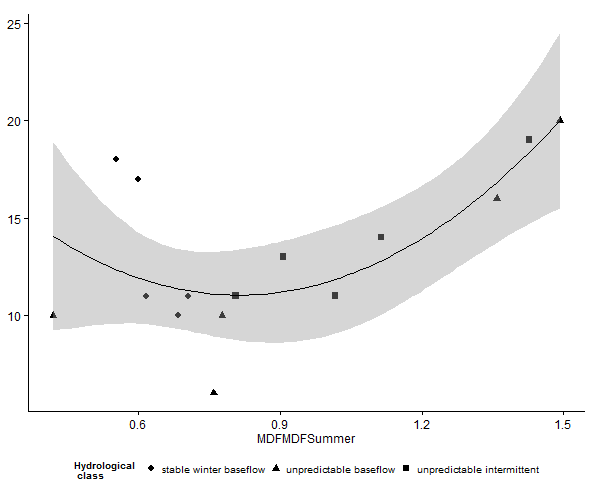 25
20
15
10
0.6 0.9 1.2 1.5
MDFMDFSummer
Hydrological
class
stable winter baseflow unpredictable baseflow unpredictable intermittent